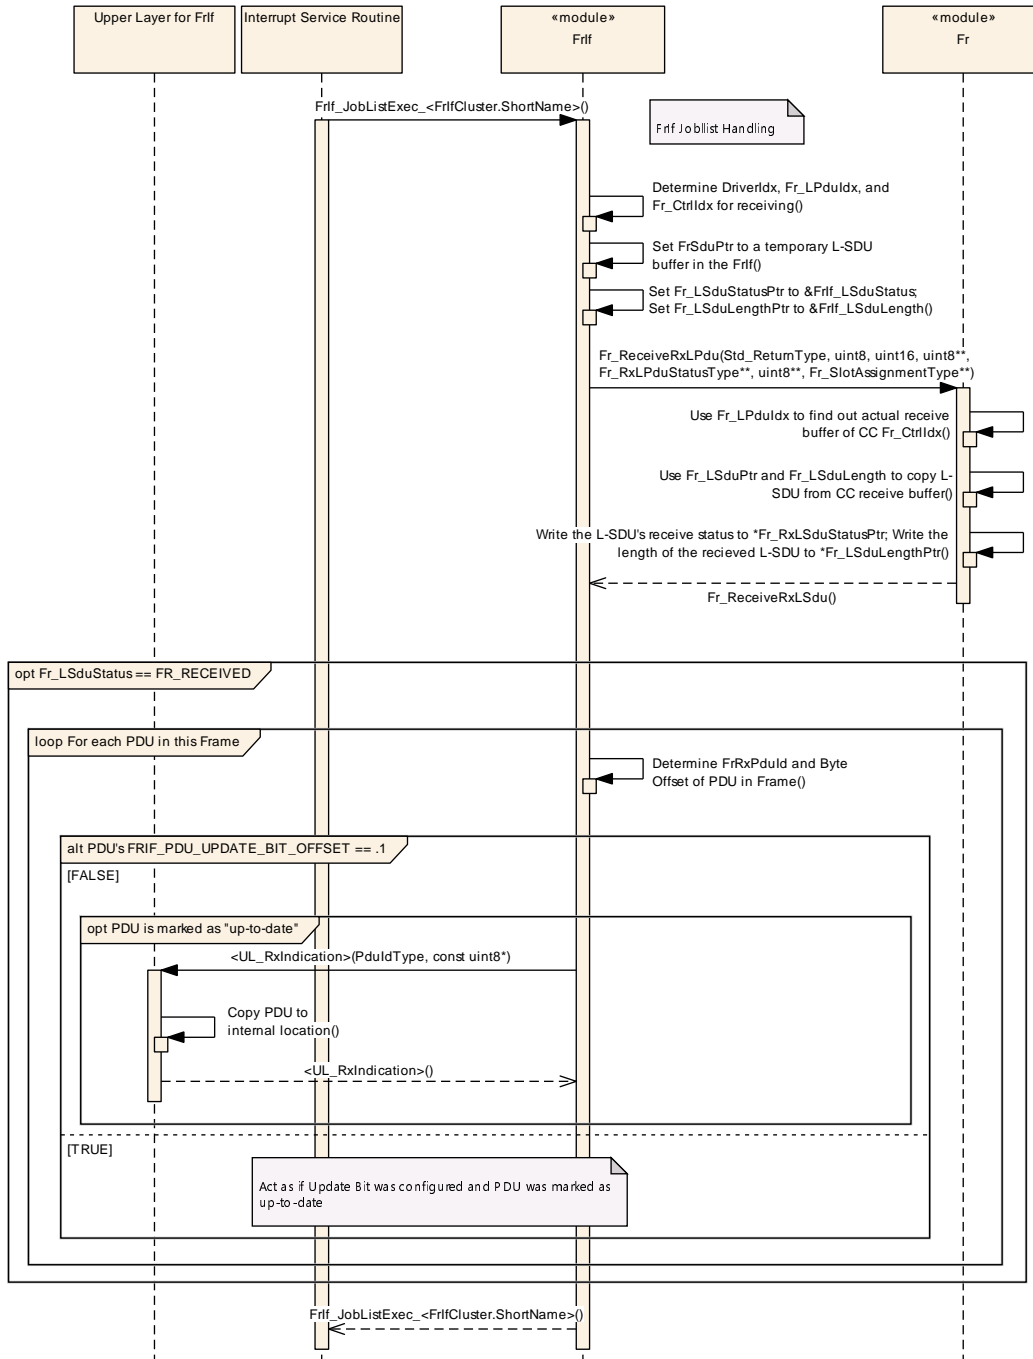 Upper Layer for FrIf
Interrupt Service Routine
«module»
FrIf
«module»
Fr
FrIf_JobListExec_<FrIfCluster.ShortName>()
FrIf Jobllist Handling
Determine DriverIdx, Fr_LPduIdx, and
Fr_CtrlIdx for receiving()
Set FrSduPtr to a temporary L-SDU
buffer in the FrIf()
Set Fr_LSduStatusPtr to &FrIf_LSduStatus;
Set Fr_LSduLengthPtr to &FrIf_LSduLength()
Fr_ReceiveRxLPdu(Std_ReturnType, uint8, uint16, uint8**,
Fr_RxLPduStatusType**, uint8**, Fr_SlotAssignmentType**)
Use Fr_LPduIdx to find out actual receive
buffer of CC Fr_CtrlIdx()
Use Fr_LSduPtr and Fr_LSduLength to copy L-
SDU from CC receive buffer()
Write the L-SDU's receive status to *Fr_RxLSduStatusPtr; Write the
length of the recieved L-SDU to *Fr_LSduLengthPtr()
Fr_ReceiveRxLSdu()
opt Fr_LSduStatus == FR_RECEIVED
loop For each PDU in this Frame
Determine FrRxPduId and Byte
Offset of PDU in Frame()
alt PDU's FRIF_PDU_UPDATE_BIT_OFFSET == .1
[FALSE]
opt PDU is marked as "up-to-date"
<UL_RxIndication>(PduIdType, const uint8*)
Copy PDU to
internal location()
<UL_RxIndication>()
[TRUE]
Act as if Update Bit was configured and PDU was marked as
up-to-date
FrIf_JobListExec_<FrIfCluster.ShortName>()